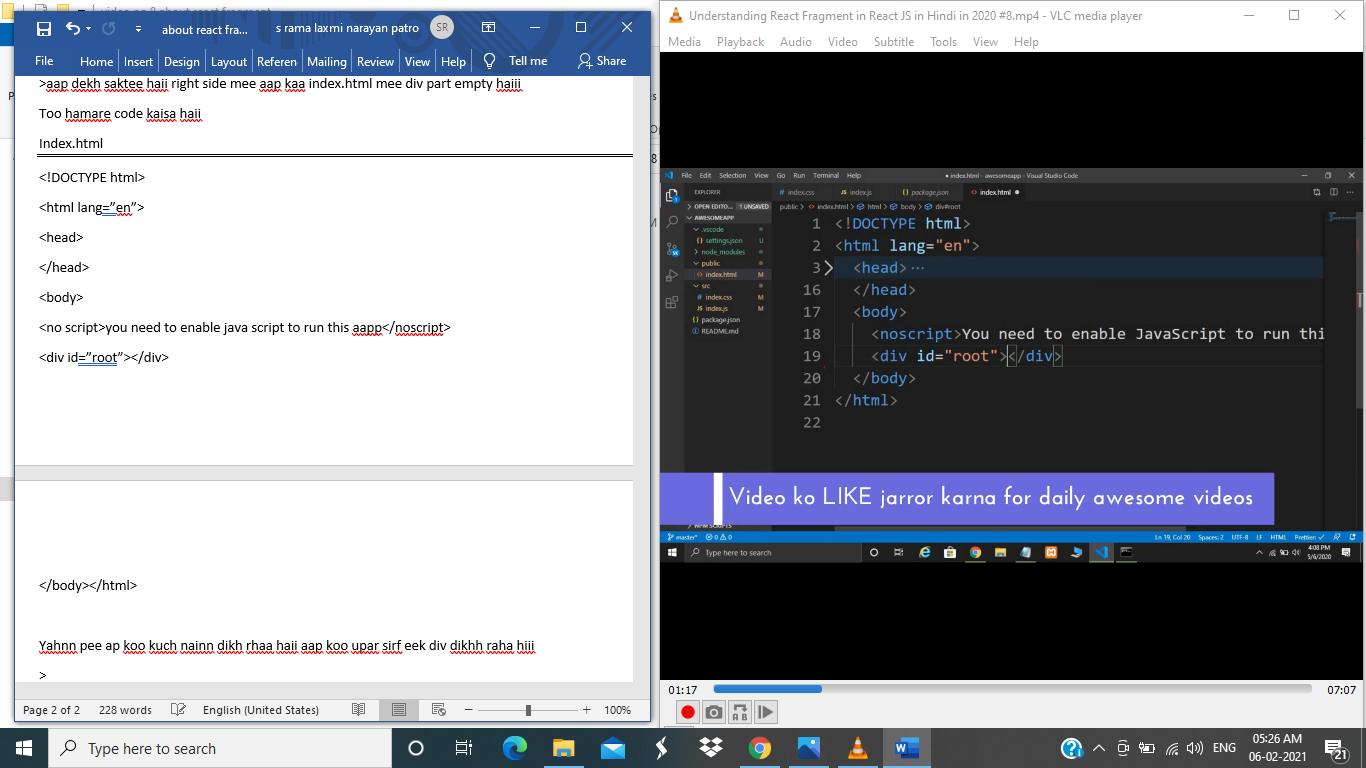 about react fra...
s rama laxmi narayan patro
SR
File
Home
Insert
Design
Layout
Referen
Mailing
Review
View
Help
Tell me
Share
>aap dekh saktee haii right side mee aap kaa index.html mee div part empty haiii
Too hamare code kaisa haii
Index.html
<!DOCTYPE html>
<html lang=”en”>
<head>
</head>
<body>
<no script>you need to enable java script to run this aapp</noscript>
<div id=”root”></div>
</body></html>
Yahnn pee ap koo kuch nainn dikh rhaa haii aap koo upar sirf eek div dikhh raha hiii
>
Page 2 of 2
228 words
English (United States)
100%
Understanding React Fragment in React JS in Hindi in 2020 #8.mp4 - VLC media player
Media Playback Audio Video Subtitle Tools View Help
File Edit Selection View Go Run Terminal Help
● index.html - awesomeapp - Visual Studio Code
EXPLORER
index.css
index.js
package.json
index.html
OPEN EDITO... 1 UNSAVED
public > index.html > html > body > div#root
AWESOMEAPP
.vscode
settings.json U
node_modules
public
index.html M
src
index.css M
index.js M
package.json
README.md
1 <!DOCTYPE html>
2 <html lang="en">
3 <head> ...
16 </head>
17 <body>
18 <noscript>You need to enable JavaScript to run thi
19 <div id="root"></div>
20 </body>
21 </html>
22
Video ko LIKE jarror karna for daily awesome videos
NPM SCRIPTS
master*
0 0
Ln 19, Col 20 Spaces: 2 UTF-8 LF HTML Prettier: ✓
Type here to search
4:08 PM
5/6/2020
01:17
07:07
Type here to search
ENG
05:26 AM
06-02-2021
21